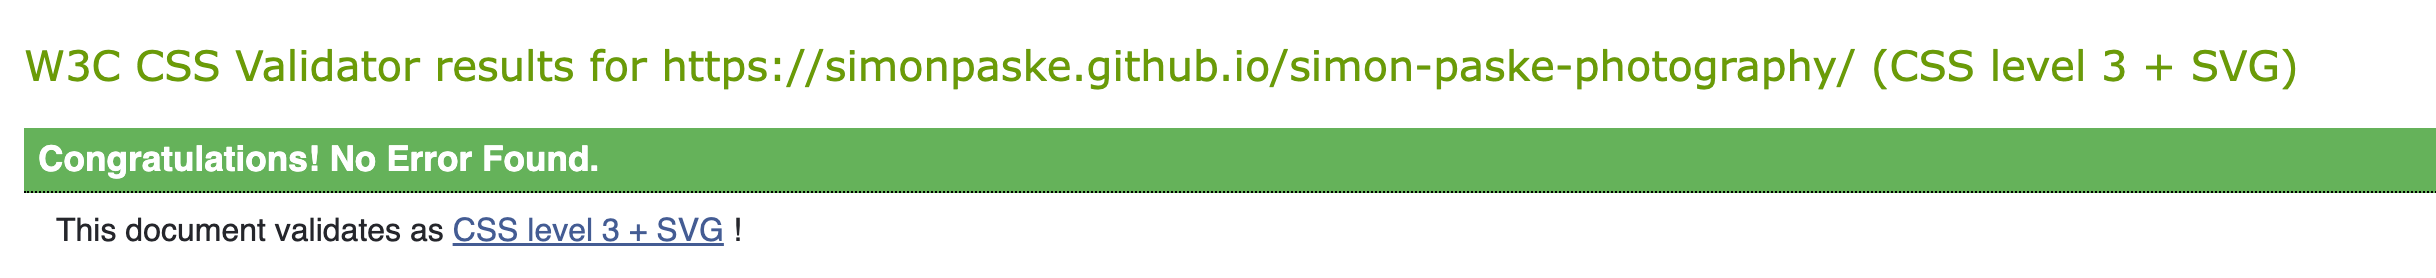 W3C CSS Validator results for https://simonpaske.github.io/simon-paske-photography/ (CSS level 3 + SVG)
Congratulations! No Error Found.
This document validates as CSS level 3 + SVG !